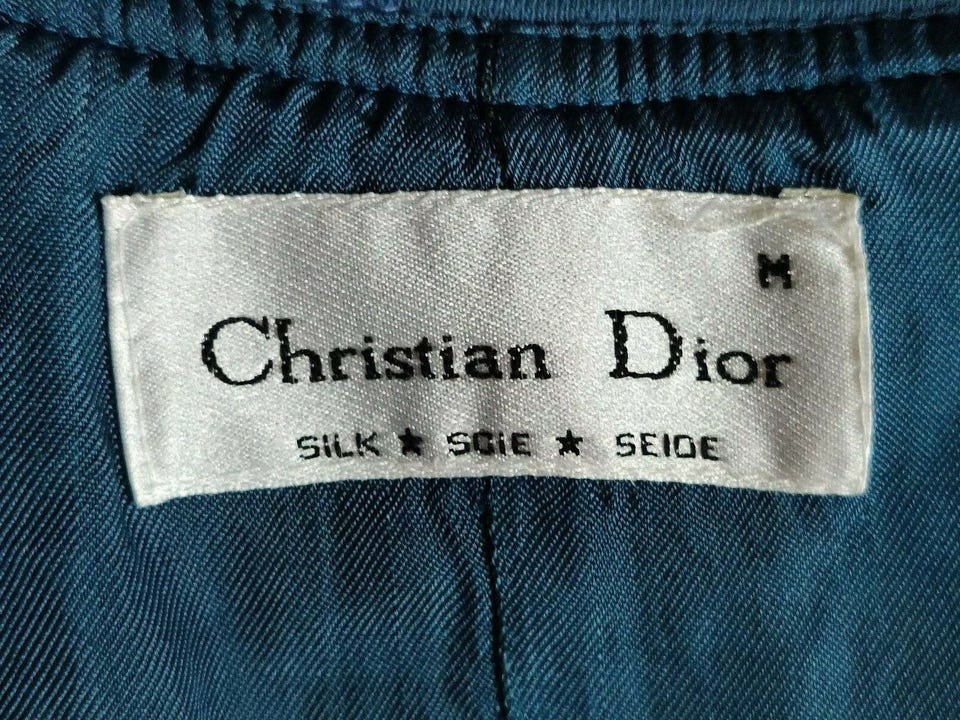 M
Christian Dior
SILK ★ SOIE ★ SEIDE